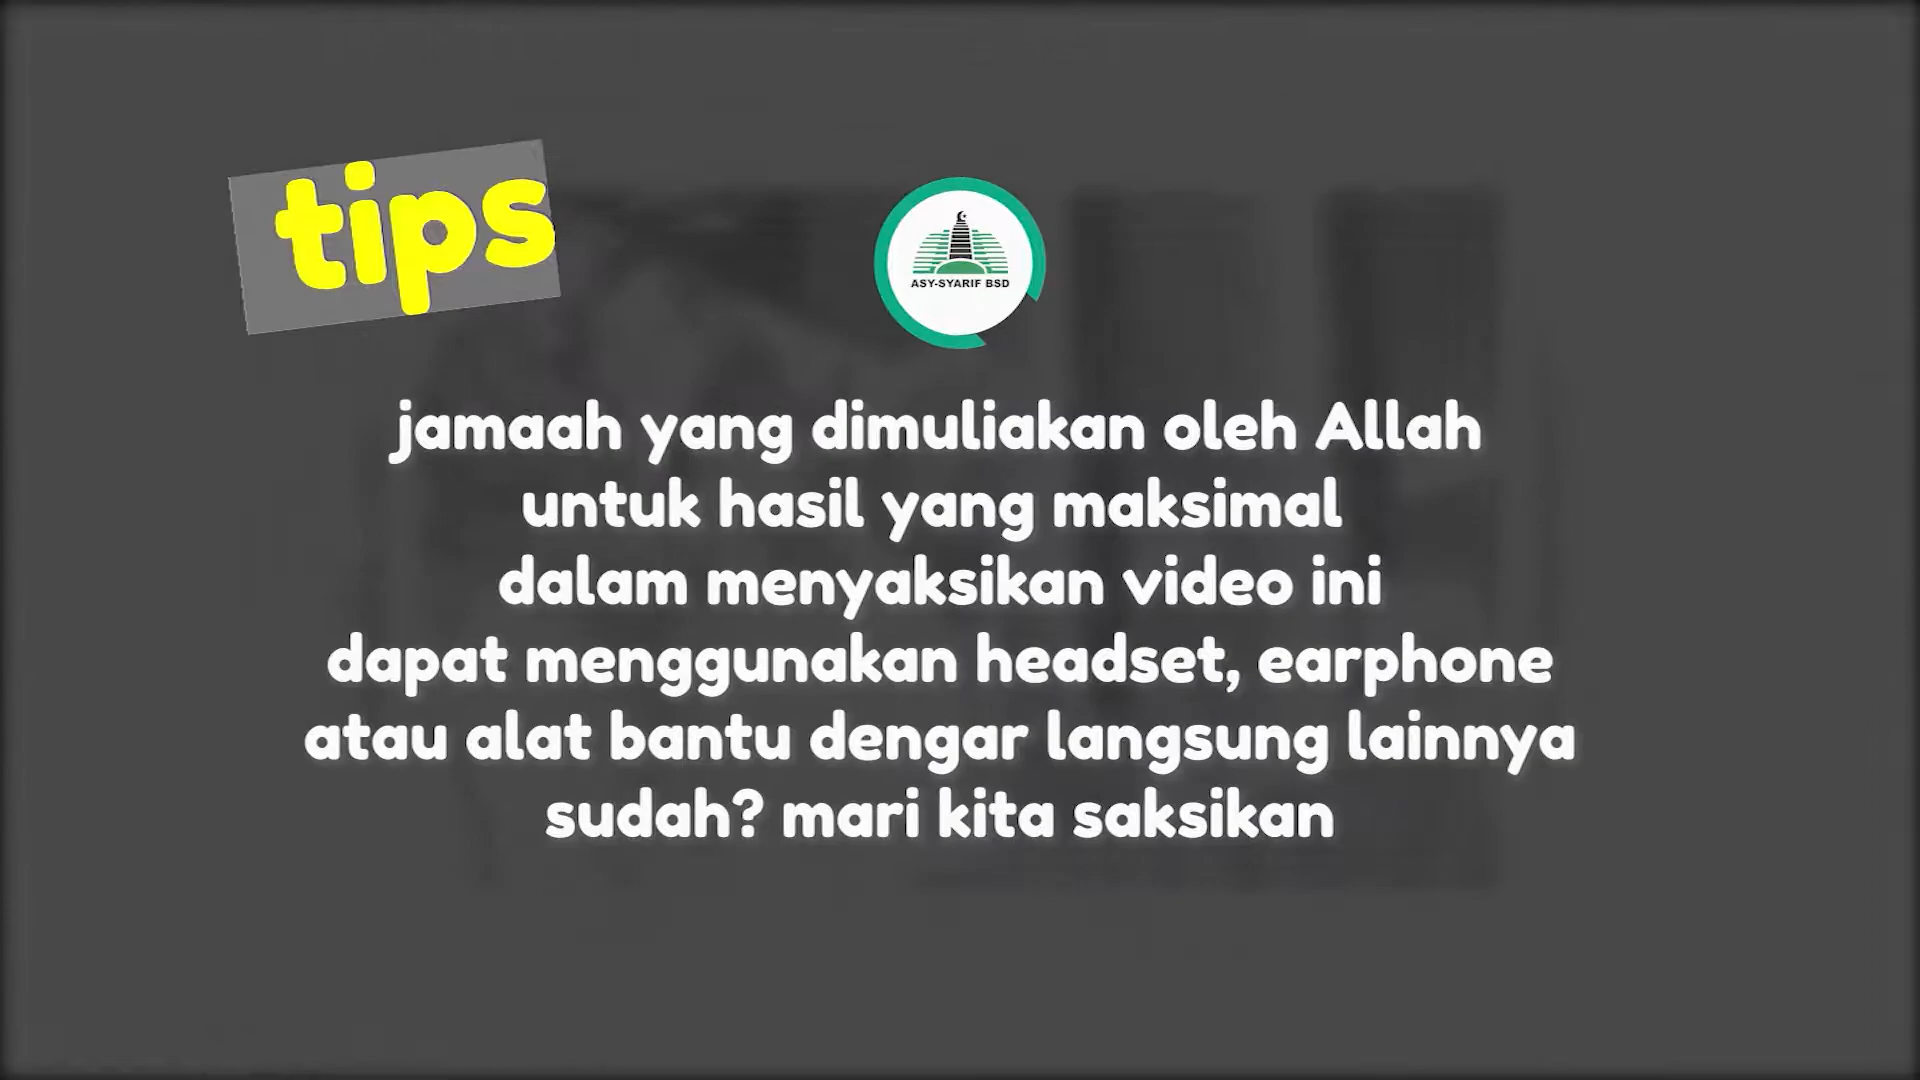 tips
ASY-SYARIF BSD
jamaah yang dimuliakan oleh Allah
untuk hasil yang maksimal
dalam menyaksikan video ini
dapat menggunakan headset, earphone
atau alat bantu dengar langsung lainnya
sudah? mari kita saksikan